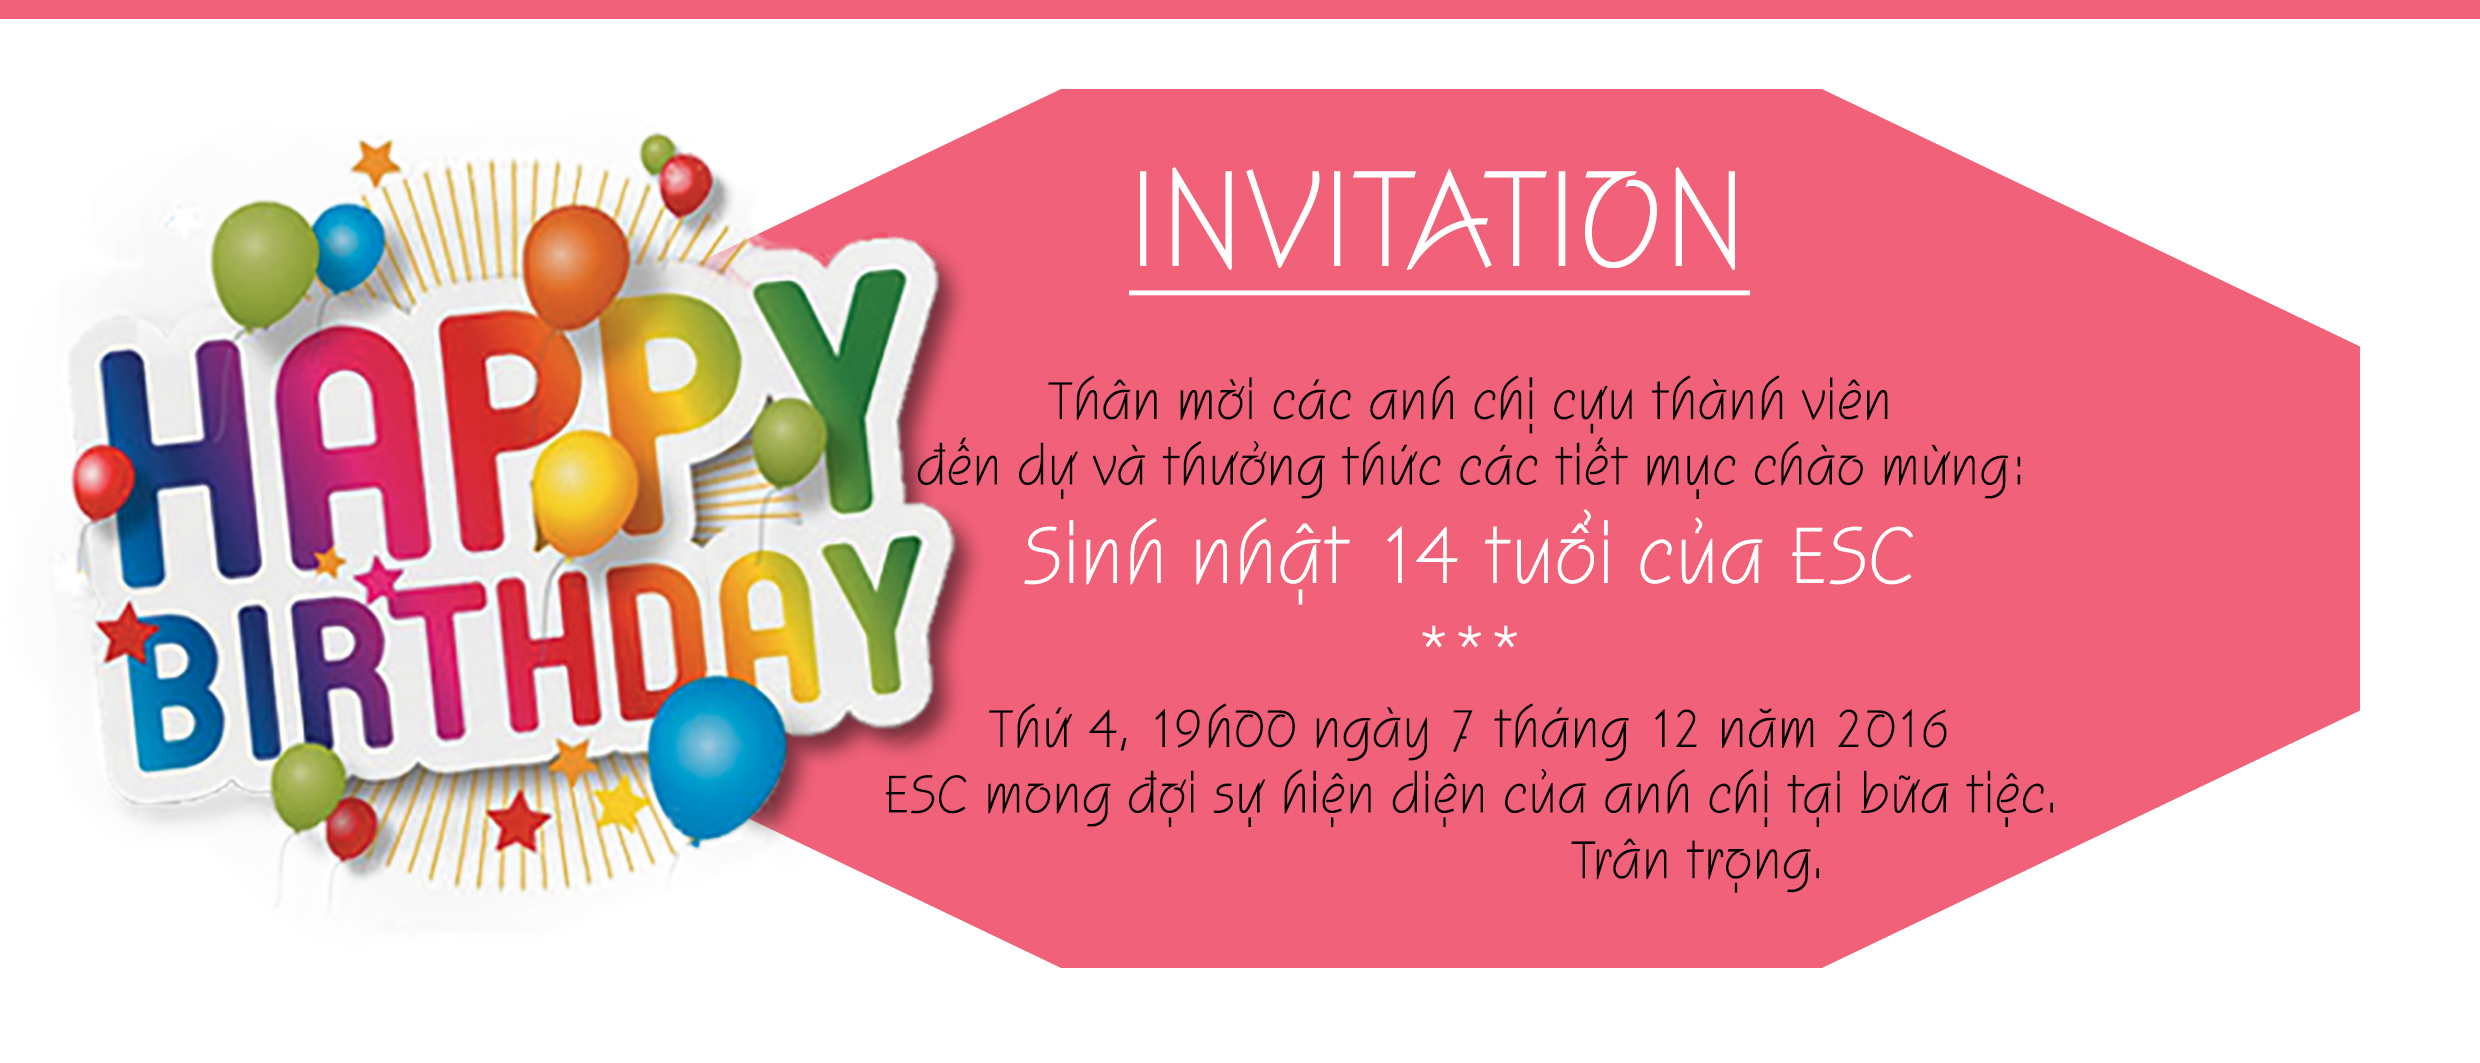 HAPPY
BIRTHDAY
INVITATION
Thân mời các anh chị cựu thành viên
đến dự và thưởng thức các tiết mục chào mừng:
Sinh nhật 14 tuổi của ESC
***
Thứ 4, 19h00 ngày 7 tháng 12 năm 2016
ESC mong đợi sự hiện diện của anh chị tại bữa tiệc.
Trân trọng.